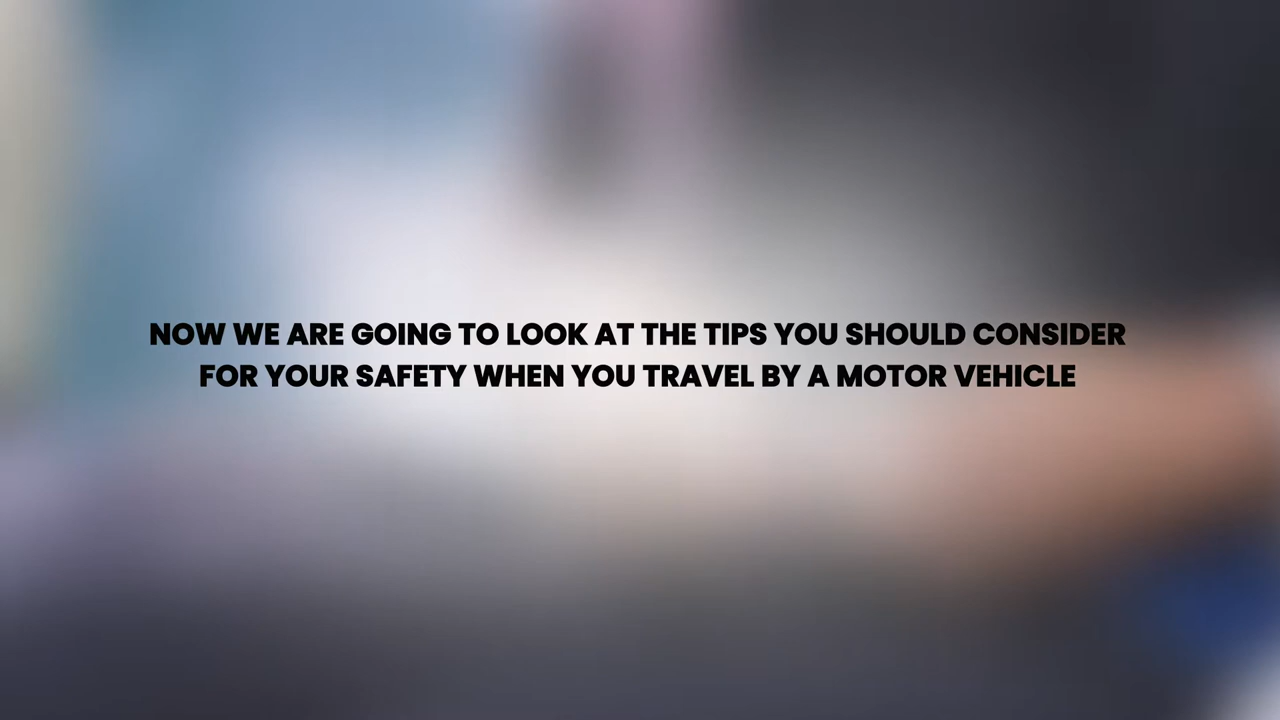 NOW WE ARE GOING TO LOOK AT THE TIPS YOU SHOULD CONSIDER
FOR YOUR SAFETY WHEN YOU TRAVEL BY A MOTOR VEHICLE